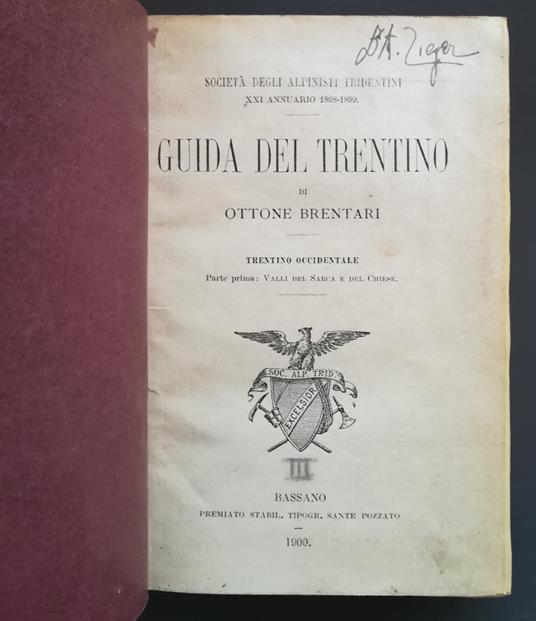 SOCIETÀ DEGLI ALPINISTI TRIDENTINI
XXI ANNUARIO 1898-1899.
GUIDA DEL TRENTINO
DI
OTTONE BRENTARI
TRENTINO OCCIDENTALE
Parte prima: VALLI DEL SARCA E DEL CHIESE.
SOC. ALP. TRID.
EXCELSIOR
III
BASSANO
PREMIATO STABIL. TIPOGR. SANTE POZZATO
1900.